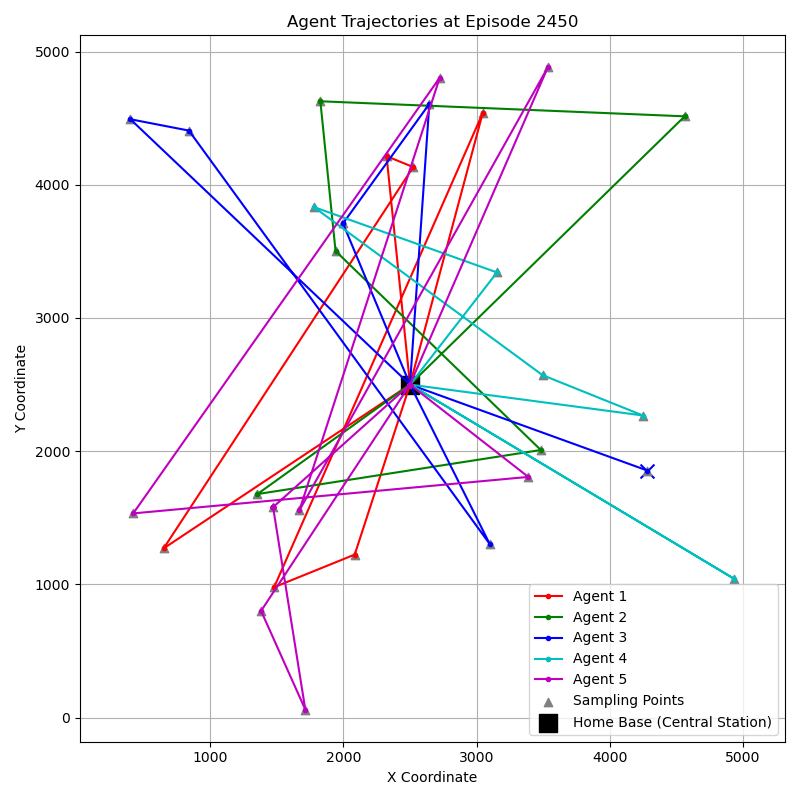 Agent Trajectories at Episode 2450
Y Coordinate
5000
4000
3000
2000
1000
0
1000
2000
3000
4000
5000
X Coordinate
Agent 1
Agent 2
Agent 3
Agent 4
Agent 5
Sampling Points
Home Base (Central Station)